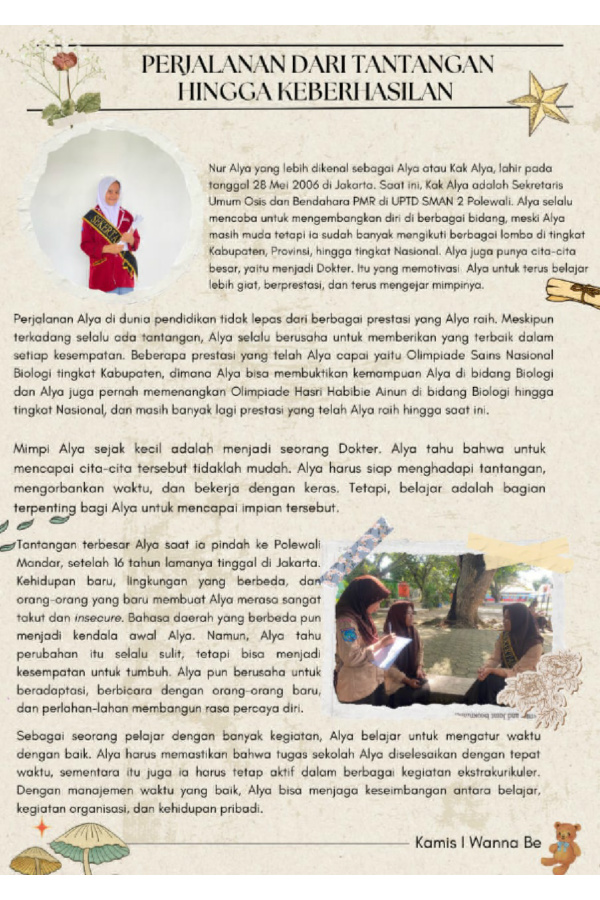 PERJALANAN DARI TANTANGAN
HINGGA KEBERHASILAN
Nur Alya yang lebih dikenal sebagai Alya atau Kak Alya, lahir pada
tanggal 28 Mei 2006 di Jakarta. Saat ini, Kak Alya adalah Sekretaris
Umum Osis dan Bendahara PMR di UPTD SMAN 2 Polewali. Alya selalu
mencoba untuk mengembangkan diri di berbagai bidang, meski Alya
masih muda tetapi ia sudah banyak mengikuti berbagai lomba di tingkat
Kabupaten, Provinsi, hingga tingkat Nasional. Alya juga punya cita-cita
besar, yaitu menjadi Dokter. Itu yang memotivasi Alya untuk terus belajar
lebih giat, berprestasi, dan terus mengejar mimpinya.
Perjalanan Alya di dunia pendidikan tidak lepas dari berbagai prestasi yang Alya raih. Meskipun
terkadang selalu ada tantangan, Alya selalu berusaha untuk memberikan yang terbaik dalam
setiap kesempatan. Beberapa prestasi yang telah Alya capai yaitu Olimpiade Sains Nasional
Biologi tingkat Kabupaten, dimana Alya bisa membuktikan kemampuan Alya di bidang Biologi
dan Alya juga pernah memenangkan Olimpiade Hasri Habibie Ainun di bidang Biologi hingga
tingkat Nasional, dan masih banyak lagi prestasi yang telah Alya raih hingga saat ini.
Mimpi Alya sejak kecil adalah menjadi seorang Dokter. Alya tahu bahwa untuk
mencapai cita-cita tersebut tidaklah mudah. Alya harus siap menghadapi tantangan,
mengorbankan waktu, dan bekerja dengan keras. Tetapi, belajar adalah bagian
terpenting bagi Alya untuk mencapai impian tersebut.
Tantangan terbesar Alya saat ia pindah ke Polewali
Mandar, setelah 16 tahun lamanya tinggal di Jakarta.
Kehidupan baru, lingkungan yang berbeda, dan
orang-orang yang baru membuat Alya merasa sangat
takut dan insecure. Bahasa daerah yang berbeda pun
menjadi kendala awal Alya. Namun, Alya tahu
perubahan itu selalu sulit, tetapi bisa menjadi
kesempatan untuk tumbuh. Alya pun berusaha untuk
beradaptasi, berbicara dengan orang-orang baru,
dan perlahan-lahan membangun rasa percaya diri.
Sebagai seorang pelajar dengan banyak kegiatan, Alya belajar untuk mengatur waktu
dengan baik. Alya harus memastikan bahwa tugas sekolah Alya diselesaikan dengan tepat
waktu, sementara itu juga ia harus tetap aktif dalam berbagai kegiatan ekstrakurikuler.
Dengan manajemen waktu yang baik, Alya bisa menjaga keseimbangan antara belajar,
kegiatan organisasi, dan kehidupan pribadi.
Kamis I Wanna Be